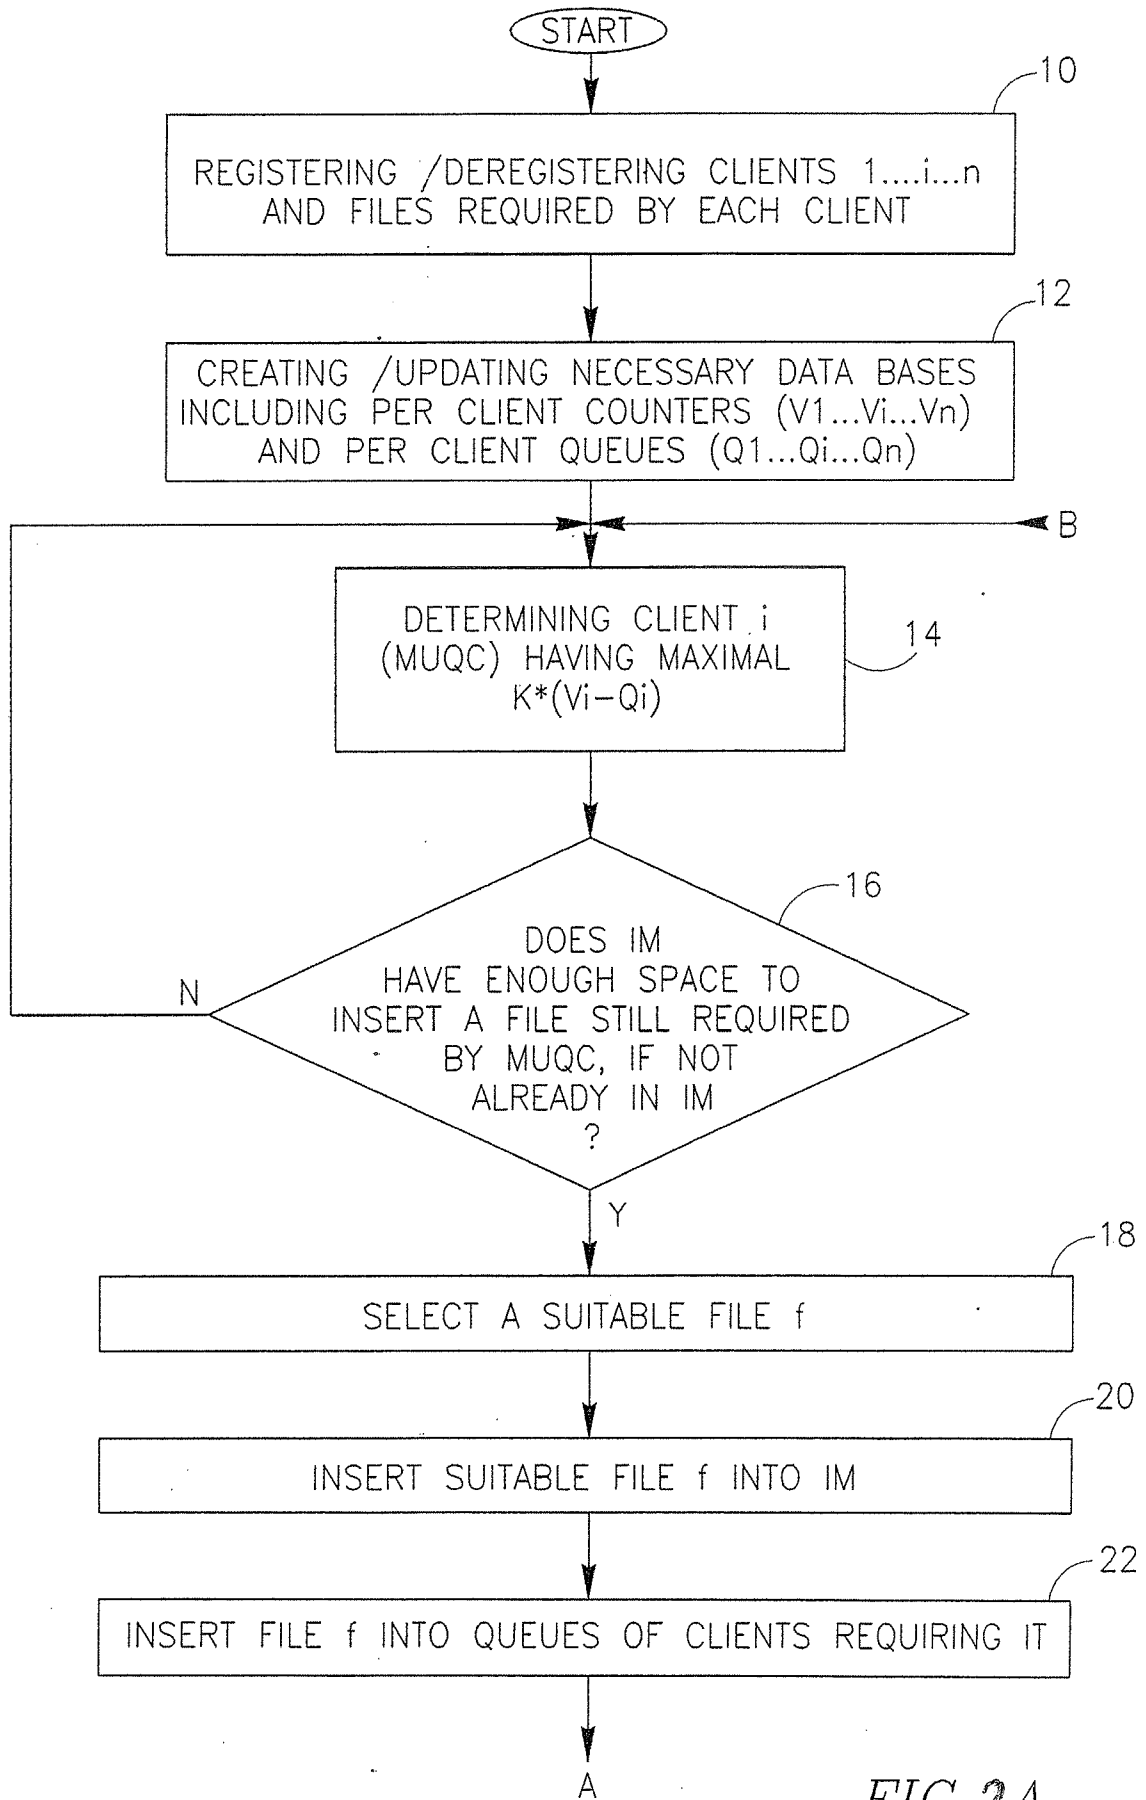 START
10
REGISTERING /DEREGISTERING CLIENTS 1....i...n
AND FILES REQUIRED BY EACH CLIENT
12
CREATING /UPDATING NECESSARY DATA BASES
INCLUDING PER CLIENT COUNTERS (V1...Vi...Vn)
AND PER CLIENT QUEUES (Q1...Qi...Qn)
B
DETERMINING CLIENT i
(MUQC) HAVING MAXIMAL
K*(Vi-Qi)
14
16
DOES IM
HAVE ENOUGH SPACE TO
INSERT A FILE STILL REQUIRED
BY MUQC, IF NOT
ALREADY IN IM
?
N
Y
18
SELECT A SUITABLE FILE f
20
INSERT SUITABLE FILE f INTO IM
22
INSERT FILE f INTO QUEUES OF CLIENTS REQUIRING IT
A
FIG. 2A